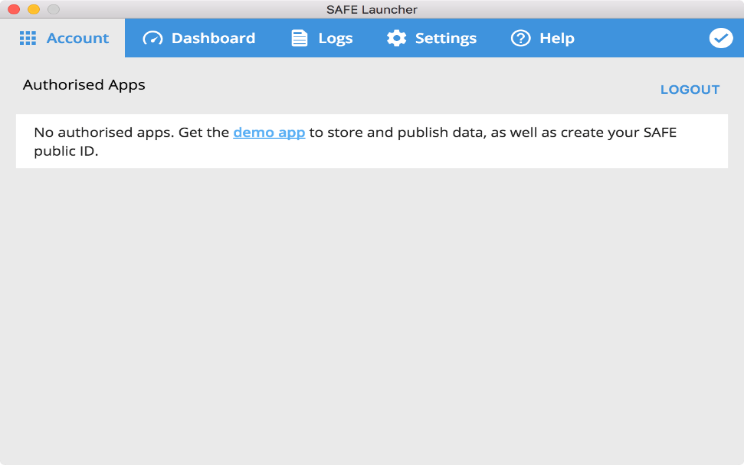 SAFE Launcher
Account Dashboard Logs Settings Help
Authorised Apps
LOGOUT
No authorised apps. Get the demo app to store and publish data, as well as create your SAFE
public ID.